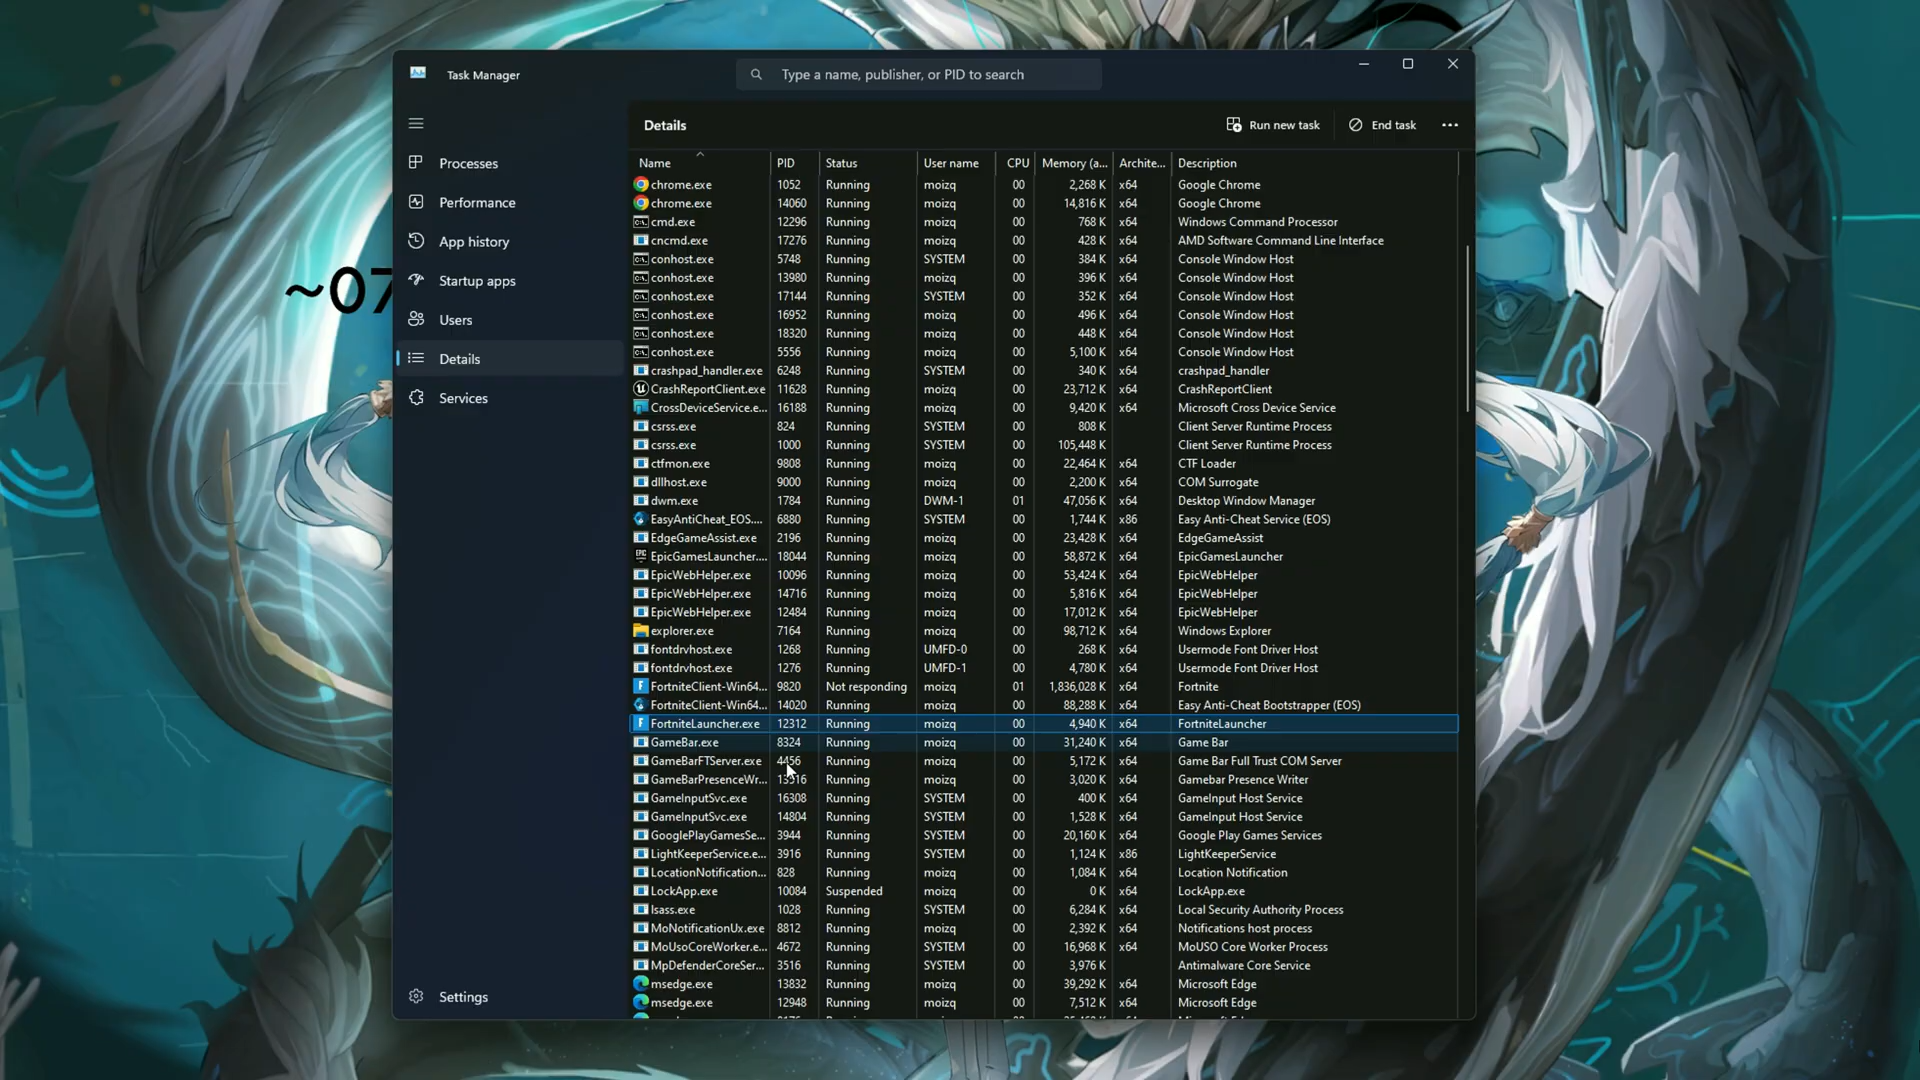 Task Manager
Type a name, publisher, or PID to search
Details
Run new task
End task
Processes
Performance
App history
Startup apps
Users
Details
Services
Settings
~07
Name PID Status User name CPU Memory (a... Archite... Description
chrome.exe 1052 Running moizq 00 2,268 K x64 Google Chrome
chrome.exe 14060 Running moizq 00 14,816 K x64 Google Chrome
cmd.exe 12296 Running moizq 00 768 K x64 Windows Command Processor
cncmd.exe 17276 Running moizq 00 428 K x64 AMD Software Command Line Interface
conhost.exe 5748 Running SYSTEM 00 384 K x64 Console Window Host
conhost.exe 13980 Running moizq 00 396 K x64 Console Window Host
conhost.exe 17144 Running SYSTEM 00 352 K x64 Console Window Host
conhost.exe 16952 Running moizq 00 496 K x64 Console Window Host
conhost.exe 18320 Running moizq 00 448 K x64 Console Window Host
conhost.exe 5556 Running moizq 00 5,100 K x64 Console Window Host
crashpad_handler.exe 6248 Running SYSTEM 00 340 K x64 crashpad_handler
CrashReportClient.exe 11628 Running moizq 00 23,712 K x64 CrashReportClient
CrossDeviceService.e... 16188 Running moizq 00 9,420 K x64 Microsoft Cross Device Service
csrss.exe 824 Running SYSTEM 00 808 K Client Server Runtime Process
csrss.exe 1000 Running SYSTEM 00 105,448 K Client Server Runtime Process
ctfmon.exe 9808 Running moizq 00 22,464 K x64 CTF Loader
dllhost.exe 9000 Running moizq 00 2,200 K x64 COM Surrogate
dwm.exe 1784 Running DWM-1 01 47,056 K x64 Desktop Window Manager
EasyAntiCheat_EOS.... 6880 Running SYSTEM 00 1,744 K x86 Easy Anti-Cheat Service (EOS)
EdgeGameAssist.exe 2196 Running moizq 00 23,428 K x64 EdgeGameAssist
EpicGamesLauncher.... 18044 Running moizq 00 58,872 K x64 EpicGamesLauncher
EpicWebHelper.exe 10096 Running moizq 00 53,424 K x64 EpicWebHelper
EpicWebHelper.exe 14716 Running moizq 00 5,816 K x64 EpicWebHelper
EpicWebHelper.exe 12484 Running moizq 00 17,012 K x64 EpicWebHelper
explorer.exe 7164 Running moizq 00 98,712 K x64 Windows Explorer
fontdrvhost.exe 1268 Running UMFD-0 00 268 K x64 Usermode Font Driver Host
fontdrvhost.exe 1276 Running UMFD-1 00 4,780 K x64 Usermode Font Driver Host
FortniteClient-Win64... 9820 Not responding moizq 01 1,836,028 K x64 Fortnite
FortniteClient-Win64... 14020 Running moizq 00 88,288 K x64 Easy Anti-Cheat Bootstrapper (EOS)
FortniteLauncher.exe 12312 Running moizq 00 4,940 K x64 FortniteLauncher
GameBar.exe 8324 Running moizq 00 31,240 K x64 Game Bar
GameBarFTServer.exe 4456 Running moizq 00 5,172 K x64 Game Bar Full Trust COM Server
GameBarPresenceWr... Running moizq 00 3,020 K x64 Gamebar Presence Writer
GameInputSvc.exe 16308 Running SYSTEM 00 400 K x64 GameInput Host Service
GameInputSvc.exe 14804 Running SYSTEM 00 1,528 K x64 GameInput Host Service
GooglePlayGamesSe... 3944 Running SYSTEM 00 20,160 K x64 Google Play Games Services
LightKeeperService.e... 3916 Running SYSTEM 00 1,124 K x86 LightKeeperService
LocationNotification... 828 Running moizq 00 1,084 K x64 Location Notification
LockApp.exe 10084 Suspended moizq 00 0 K x64 LockApp.exe
lsass.exe 1028 Running SYSTEM 00 6,284 K x64 Local Security Authority Process
MoNotificationUx.exe 8812 Running moizq 00 2,392 K x64 Notifications host process
MoUsoCoreWorker.e... 4672 Running SYSTEM 00 16,968 K x64 MoUSO Core Worker Process
MpDefenderCoreSer... 3516 Running SYSTEM 00 3,976 K Antimalware Core Service
msedge.exe 13832 Running moizq 00 39,292 K x64 Microsoft Edge
msedge.exe 12948 Running moizq 00 7,512 K x64 Microsoft Edge